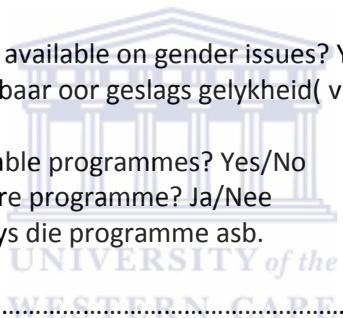 available on gender issues? Y
baar oor geslags gelykheid( v
able programmes? Yes/No
re programme? Ja/Nee
ys die programme asb.
UNIVERSITY of the
WESTERN CAPE